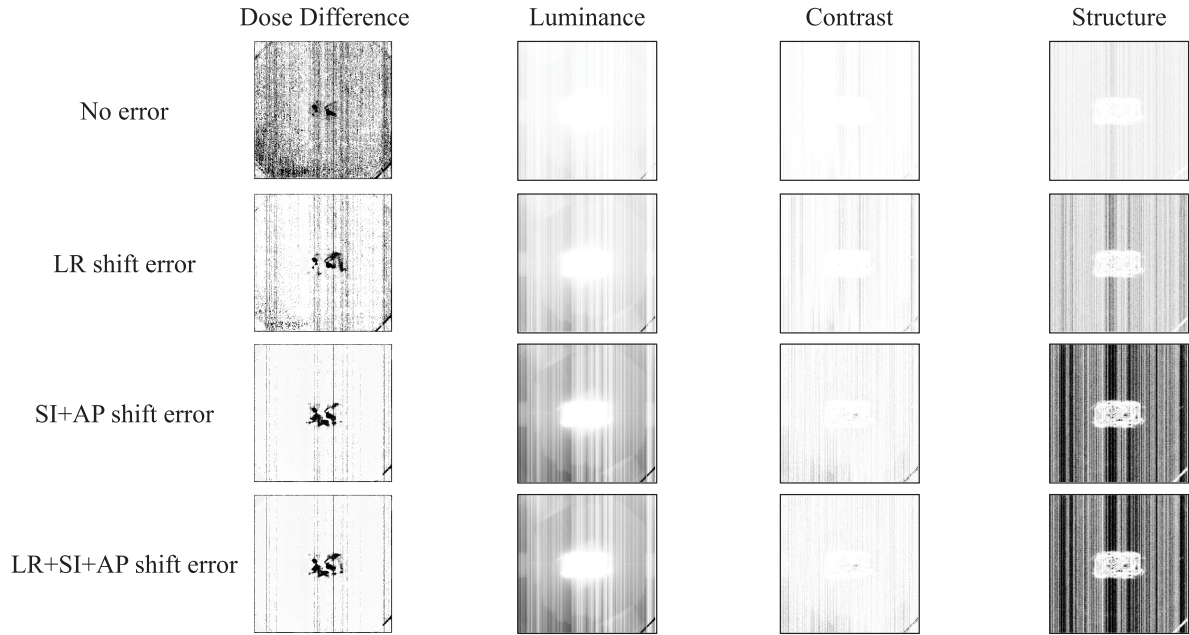 Dose Difference Luminance Contrast Structure
No error
LR shift error
SI+AP shift error
LR+SI+AP shift error